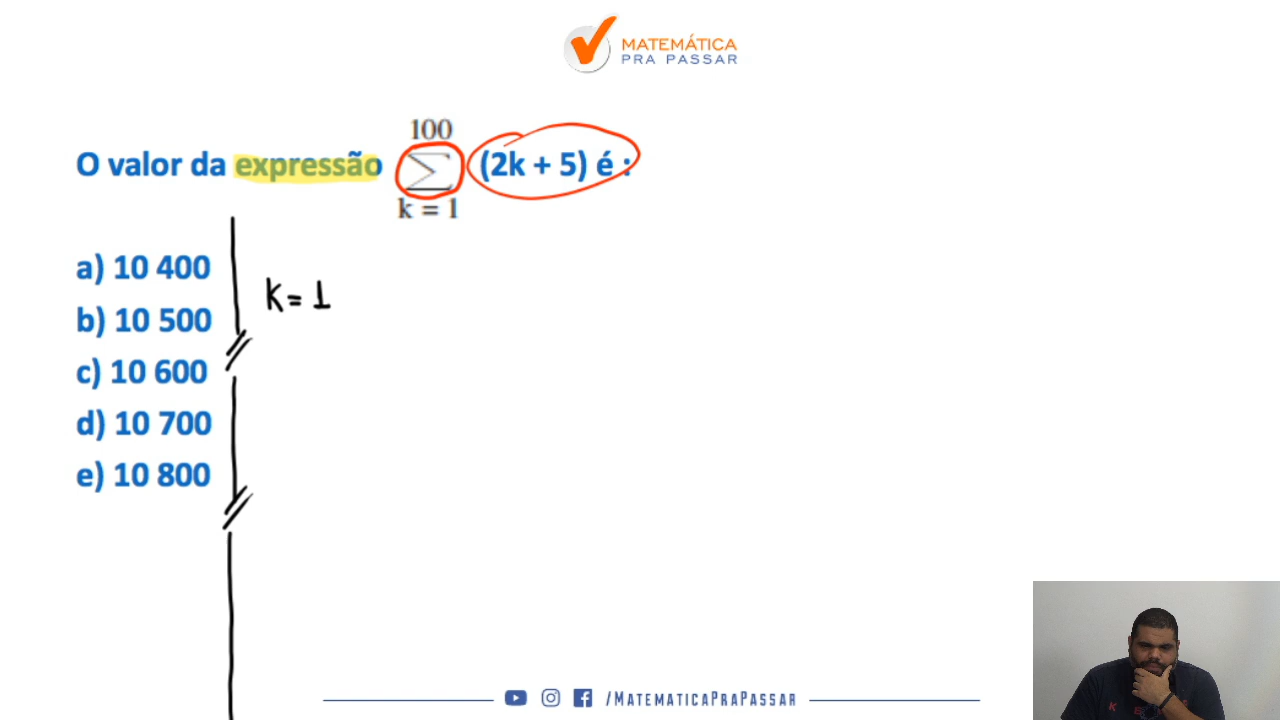 MATEMÁTICA
PRA PASSAR
100
O valor da expressão ∑ (2k + 5) é :
k = 1
a) 10 400
b) 10 500
c) 10 600
d) 10 700
e) 10 800
k = 1
/MATEMATICAPRAPASSAR